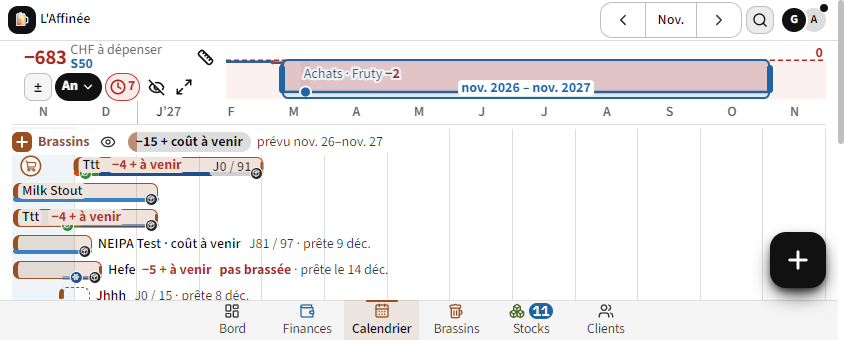 L'Affinée
Nov.
G
A
−683 CHF à dépenser
S50
±
An
7
0
Achats · Fruty −2
nov. 2026 – nov. 2027
N D J'27 F M A M J J A S O N
Brassins −15 + coût à venir prévu nov. 26–nov. 27
Ttt −4 + à venir J0 / 91
Milk Stout
Ttt −4 + à venir
NEIPA Test · coût à venir J81 / 97 · prête 9 déc.
Hefe −5 + à venir pas brassée · prête le 14 déc.
Jhhh J0 / 15 · prête 8 déc.
Bord
Finances
Calendrier
Brassins
11
Stocks
Clients